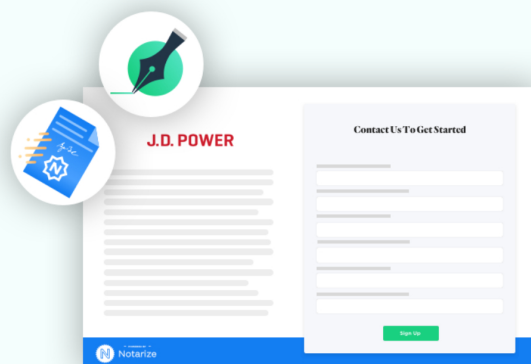 J.D. POWER
Contact Us To Get Started
Sign Up
N
N Notarize